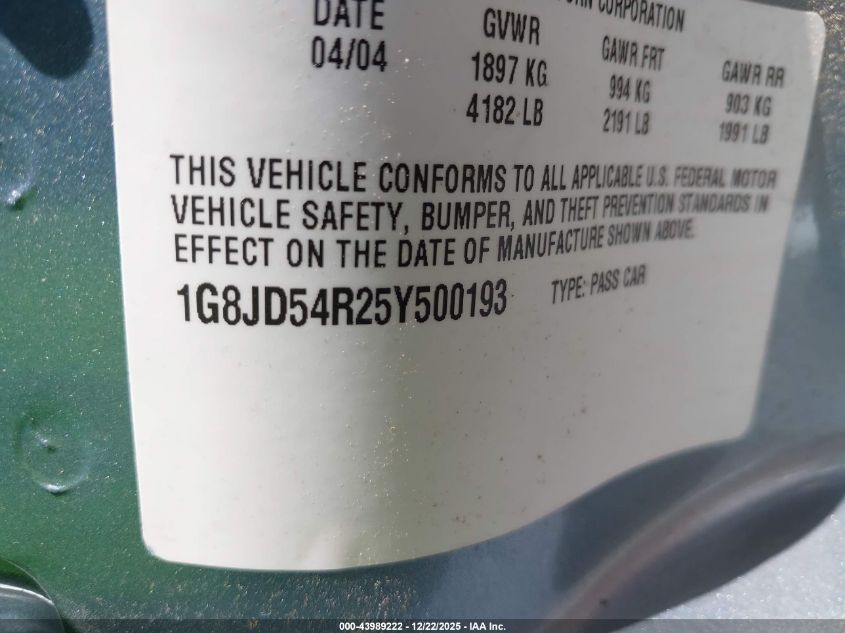 CORPORATION
DATE GVWR GAWR FRT GAWR RR
04/04 1897 KG 994 KG 903 KG
4182 LB 2191 LB 1991 LB
THIS VEHICLE CONFORMS TO ALL APPLICABLE U.S. FEDERAL MOTOR
VEHICLE SAFETY, BUMPER, AND THEFT PREVENTION STANDARDS IN
EFFECT ON THE DATE OF MANUFACTURE SHOWN ABOVE.
1G8JD54R25Y500193 TYPE: PASS CAR
000-43989222 - 12/22/2025 - IAA Inc.